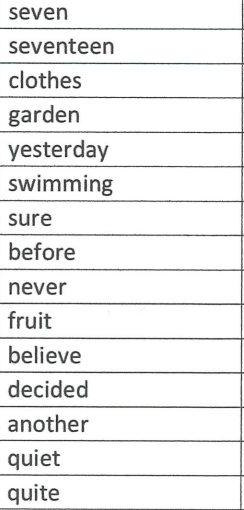 seven
seventeen
clothes
garden
yesterday
swimming
sure
before
never
fruit
believe
decided
another
quiet
quite